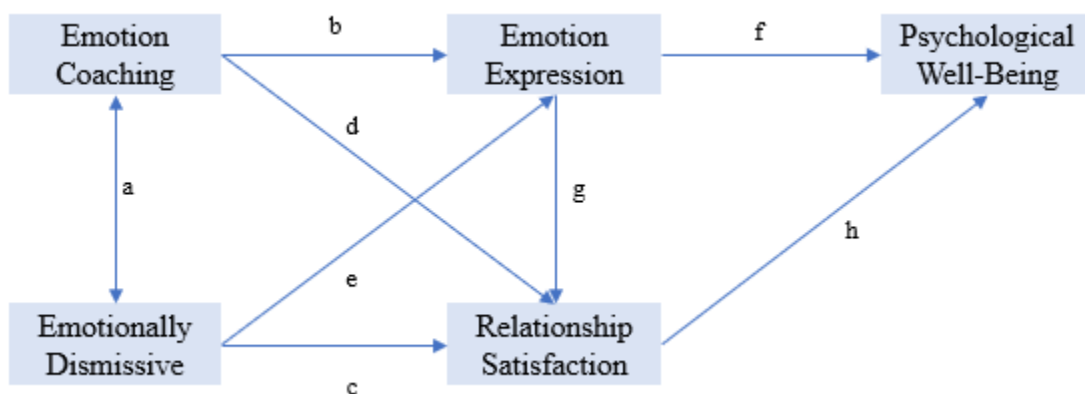 Emotion
Coaching
b
Emotion
Expression
f
Psychological
Well-Being
d
a
g
h
e
Emotionally
Dismissive
c
Relationship
Satisfaction